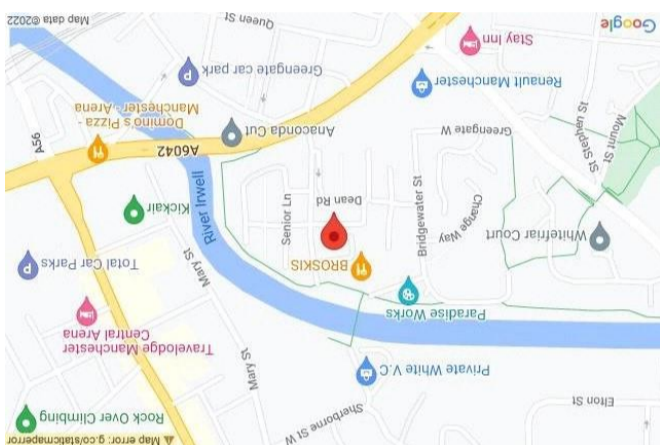 Map error: g.co/staticmaperror
Rock Over Climbing
Sherborne St W
Elton St
Private White V.C
Mary St
Travelodge Manchester
Central Arena
Paradise Works
Total Car Parks
BROSKIS
Mary St
Whitefriar Court
Bridgewater St
Change Way
Senior Ln
River Irwell
Kickair
Dean Rd
A6042
A56
Greengate W
Anaconda Cut
St Stephen St
Mount St
Domino's Pizza -
Manchester - Arena
Renault Manchester
Greengate car park
Stay Inn
Queen St
Google
Map data ©2022